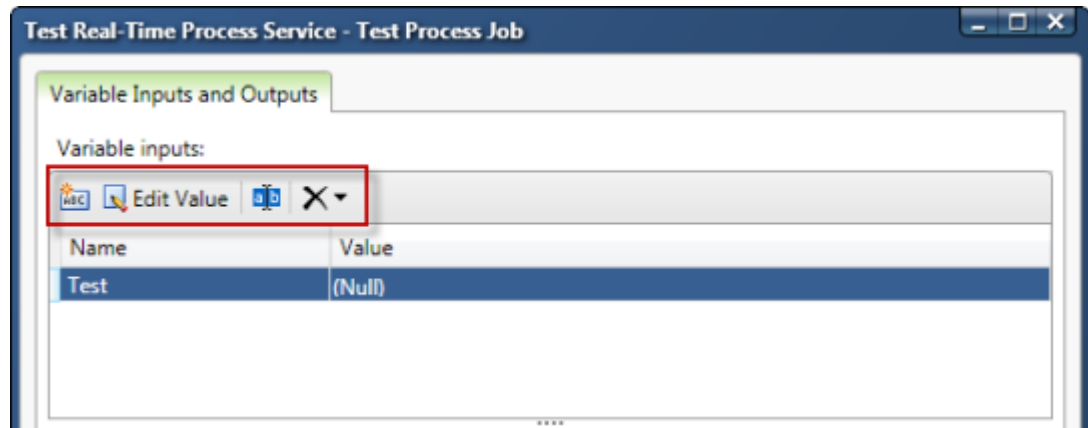 Test Real-Time Process Service - Test Process Job
Variable Inputs and Outputs
Variable inputs:
ABC Edit Value a b
Name Value
Test (Null)